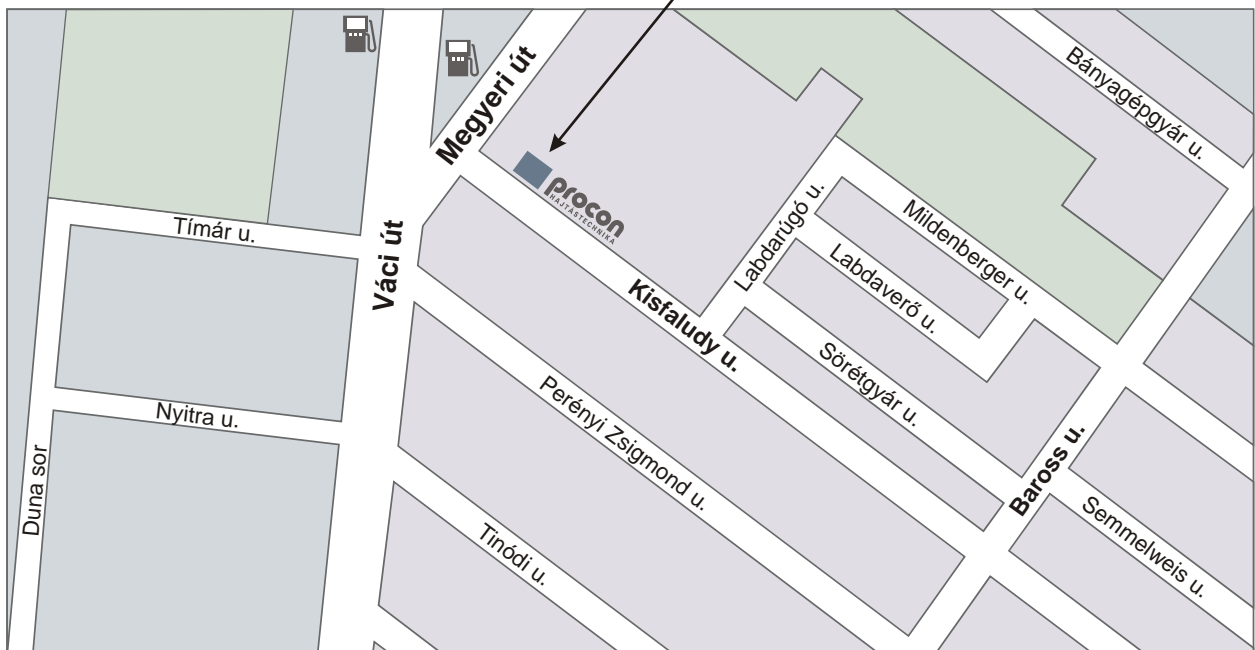 Bányagépgyár u.
Megyeri út
procon
HAJTÁSTECHNIKA
Tímár u.
Váci út
Labdarúgó u.
Mildenberger u.
Labdaverő u.
Kisfaludy u.
Sörétgyár u.
Perényi Zsigmond u.
Nyitra u.
Duna sor
Baross u.
Semmelweis u.
Tinódi u.